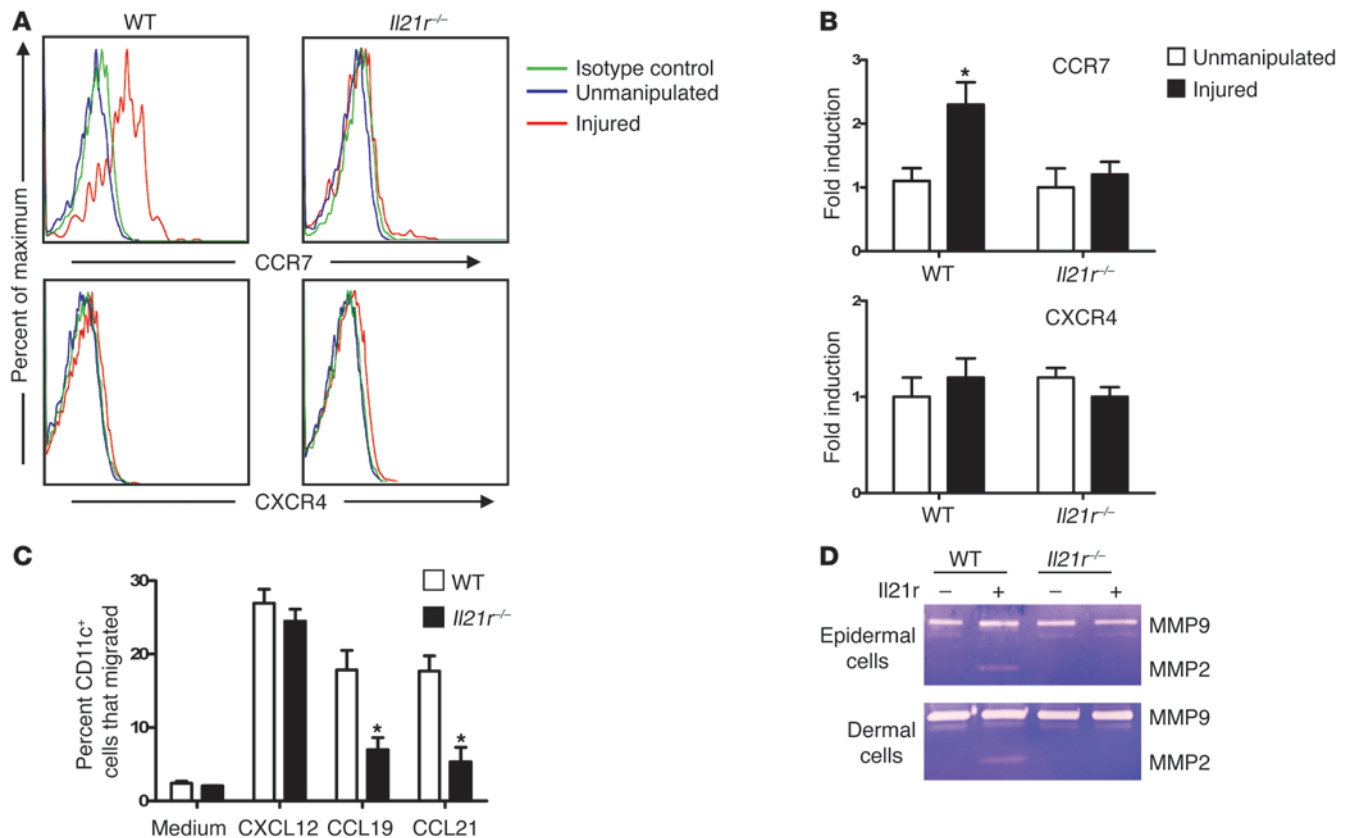 A
WT
Il21r–/–
Isotype control
Unmanipulated
Injured
Percent of maximum
CCR7
CXCR4
B
Unmanipulated
Injured
CCR7
3
2
1
0
Fold induction
*
WT
Il21r–/–
CXCR4
2
1
0
Fold induction
WT
Il21r–/–
C
30
20
10
0
Percent CD11c+
cells that migrated
WT
Il21r–/–
*
*
Medium
CXCL12
CCL19
CCL21
D
WT
Il21r–/–
Il21r
–
+
–
+
Epidermal
cells
MMP9
MMP2
Dermal
cells
MMP9
MMP2